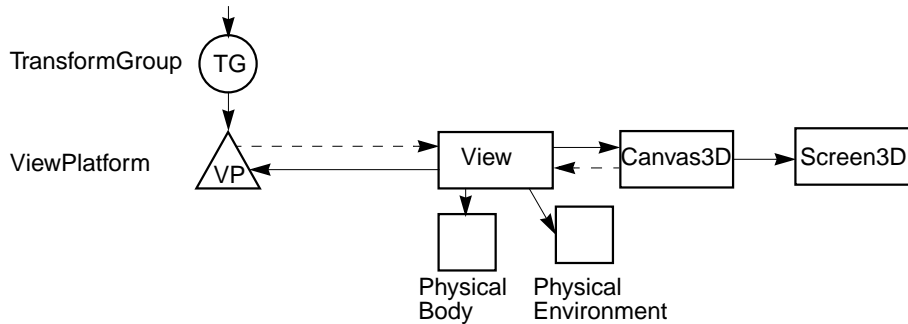 TransformGroup
TG
ViewPlatform
VP
View
Canvas3D
Screen3D
Physical
Body
Physical
Environment